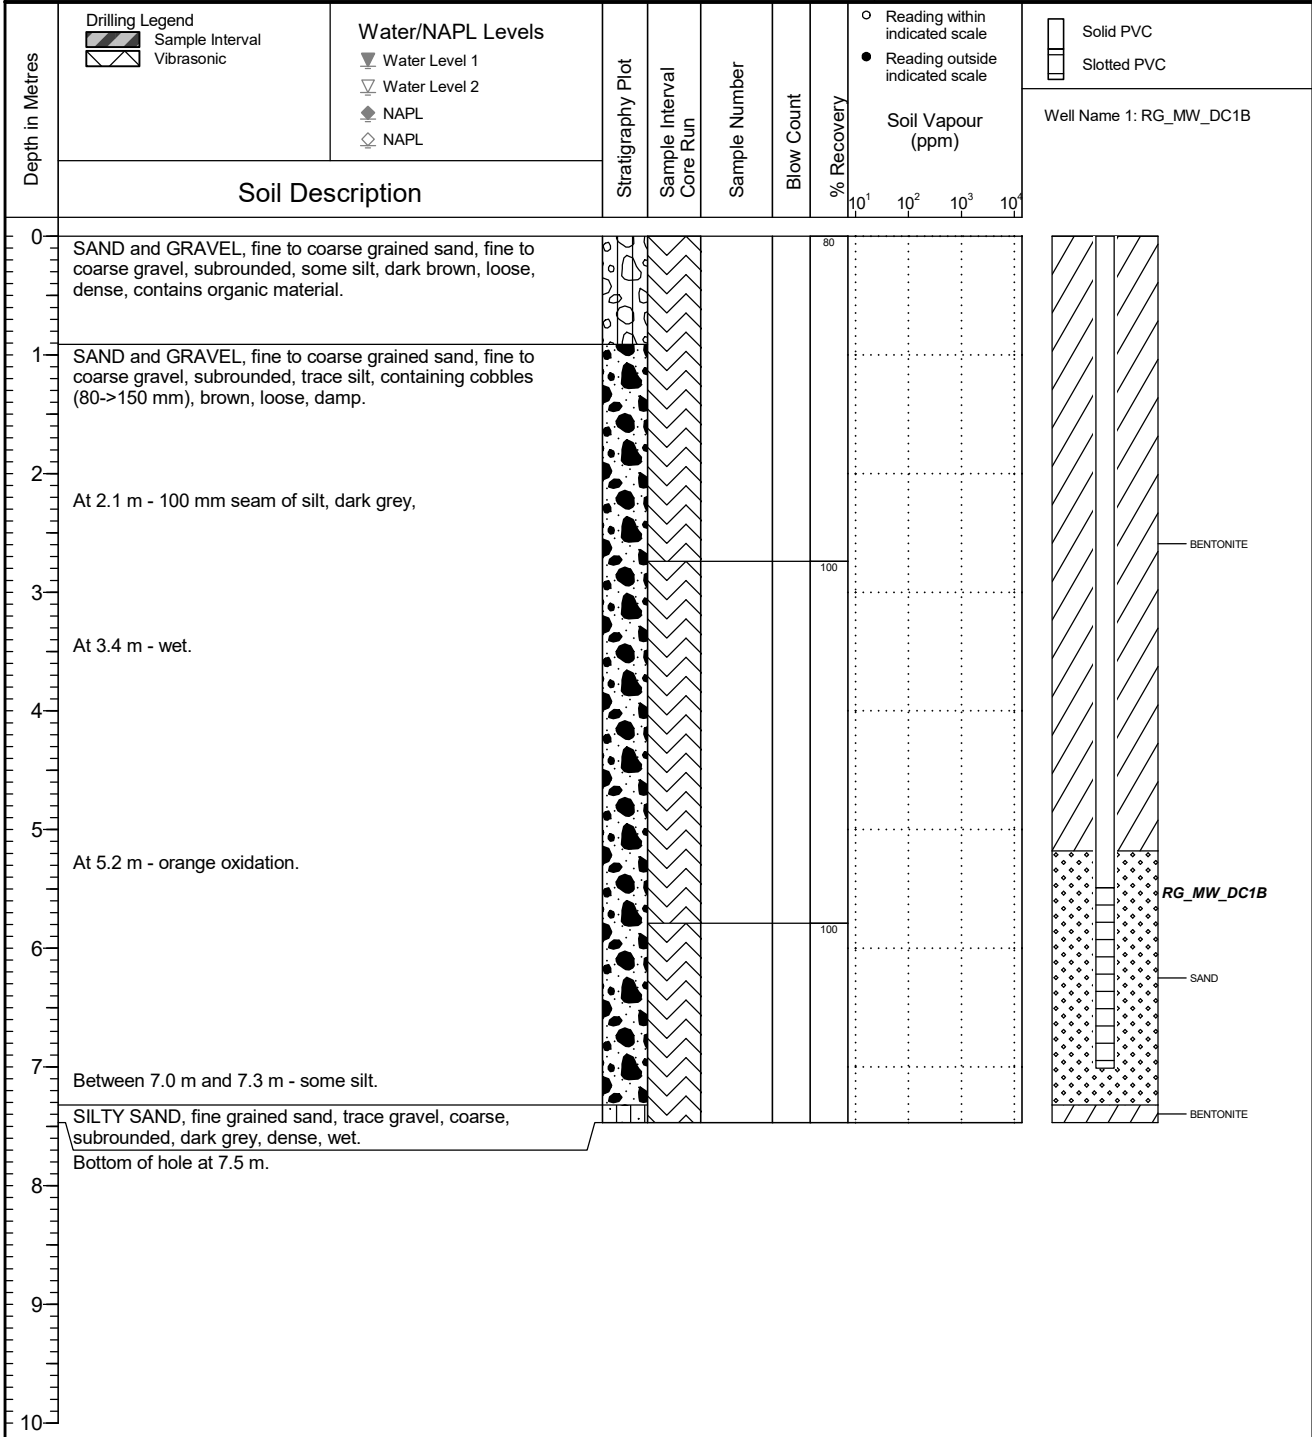 Drilling Legend
Sample Interval
Vibrasonic
Water/NAPL Levels
Water Level 1
Water Level 2
NAPL
NAPL
Depth in Metres
Soil Description
Stratigraphy Plot
Sample Interval
Core Run
Sample Number
Blow Count
% Recovery
Reading within
indicated scale
Reading outside
indicated scale
Soil Vapour
(ppm)
10¹ 10² 10³ 10⁴
Solid PVC
Slotted PVC
Well Name 1: RG_MW_DC1B
0
SAND and GRAVEL, fine to coarse grained sand, fine to
coarse gravel, subrounded, some silt, dark brown, loose,
dense, contains organic material.
80
1
SAND and GRAVEL, fine to coarse grained sand, fine to
coarse gravel, subrounded, trace silt, containing cobbles
(80->150 mm), brown, loose, damp.
2
At 2.1 m - 100 mm seam of silt, dark grey,
BENTONITE
100
3
At 3.4 m - wet.
4
5
At 5.2 m - orange oxidation.
RG_MW_DC1B
100
6
SAND
7
Between 7.0 m and 7.3 m - some silt.
SILTY SAND, fine grained sand, trace gravel, coarse,
subrounded, dark grey, dense, wet.
BENTONITE
Bottom of hole at 7.5 m.
8
9
10